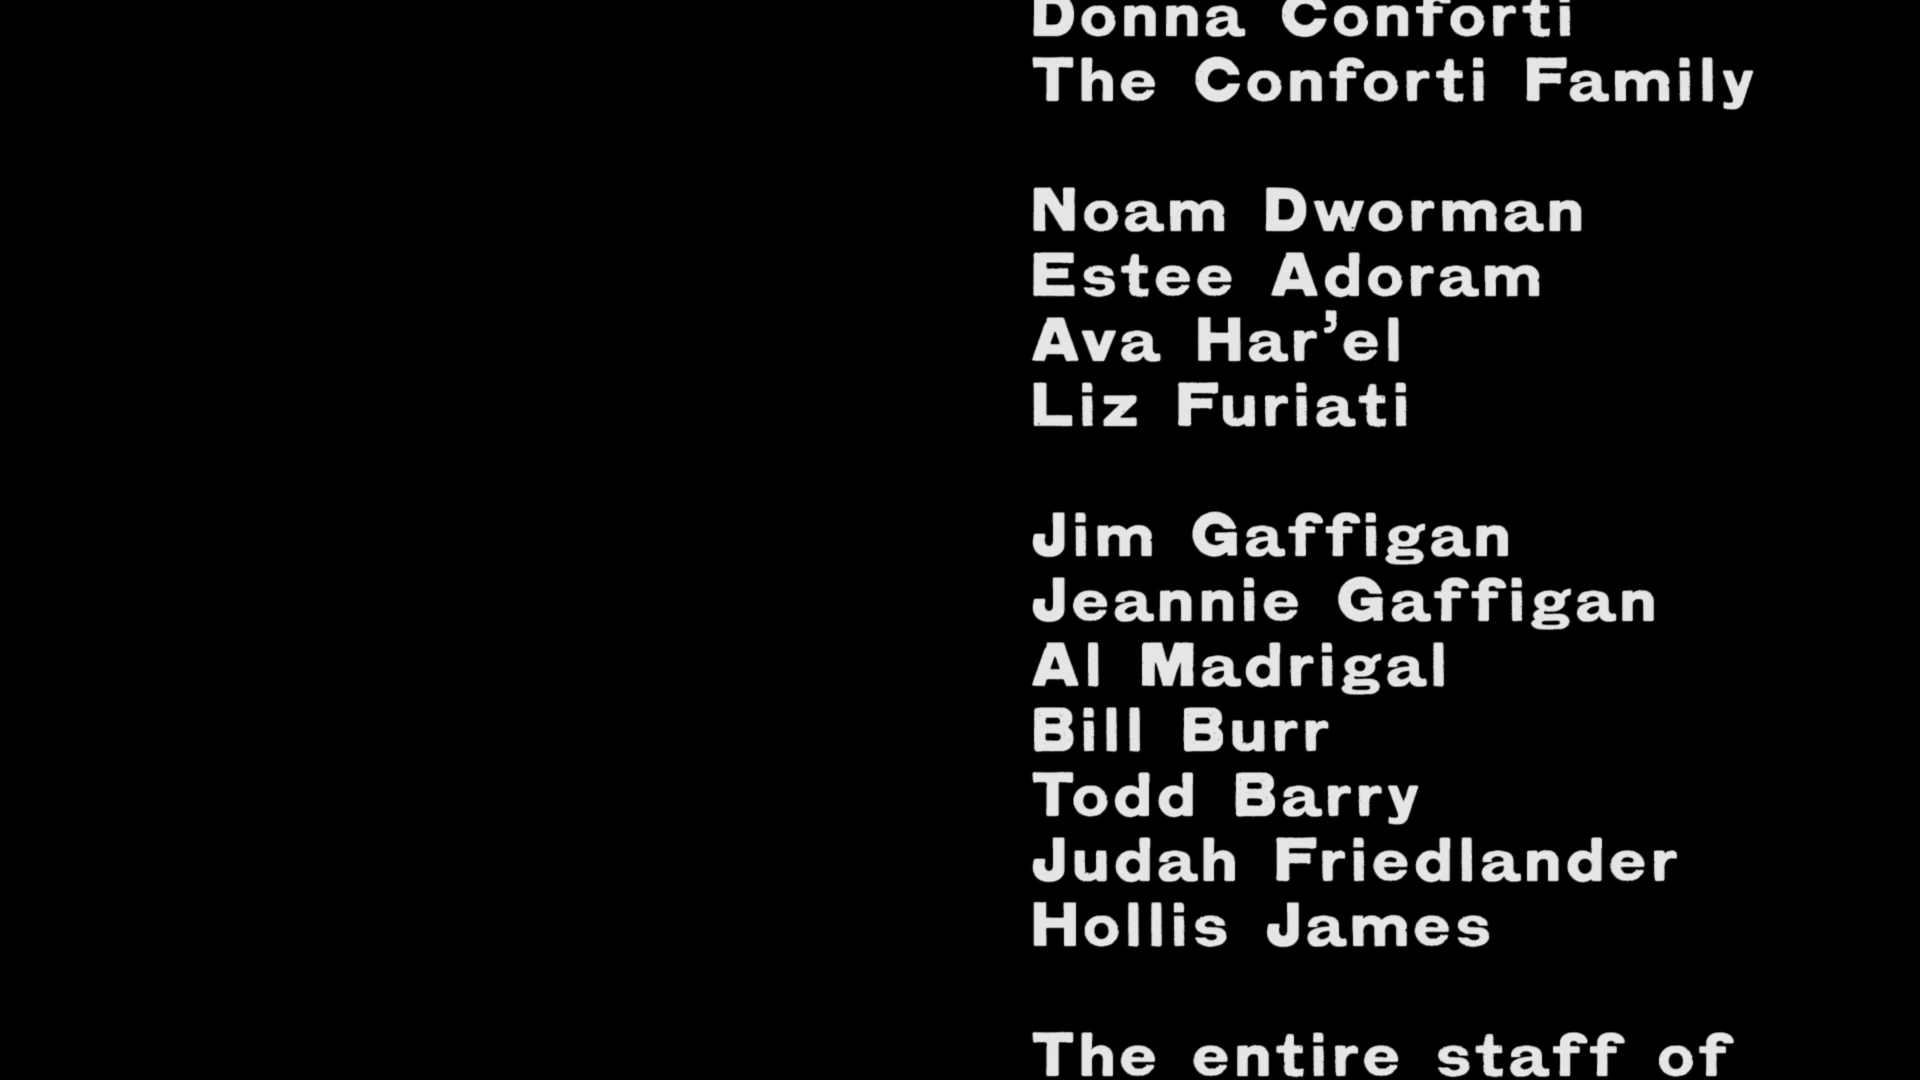 Donna Conforti
The Conforti Family
Noam Dworman
Estee Adoram
Ava Har’el
Liz Furiati
Jim Gaffigan
Jeannie Gaffigan
Al Madrigal
Bill Burr
Todd Barry
Judah Friedlander
Hollis James
The entire staff of